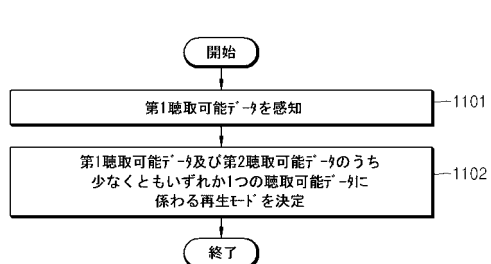 開始
第1聴取可能ﾃﾞｰﾀを感知
1101
第1聴取可能ﾃﾞｰﾀ及び第2聴取可能ﾃﾞｰﾀのうち
少なくともいずれか1つの聴取可能ﾃﾞｰﾀに
係わる再生ﾓｰﾄﾞを決定
1102
終了